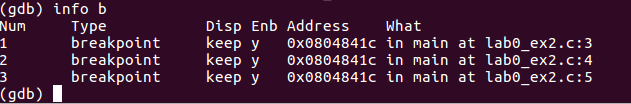 (gdb) info b
Num     Type           Disp Enb Address    What
1       breakpoint     keep y   0x0804841c in main at lab0_ex2.c:3
2       breakpoint     keep y   0x0804841c in main at lab0_ex2.c:4
3       breakpoint     keep y   0x0804841c in main at lab0_ex2.c:5
(gdb)